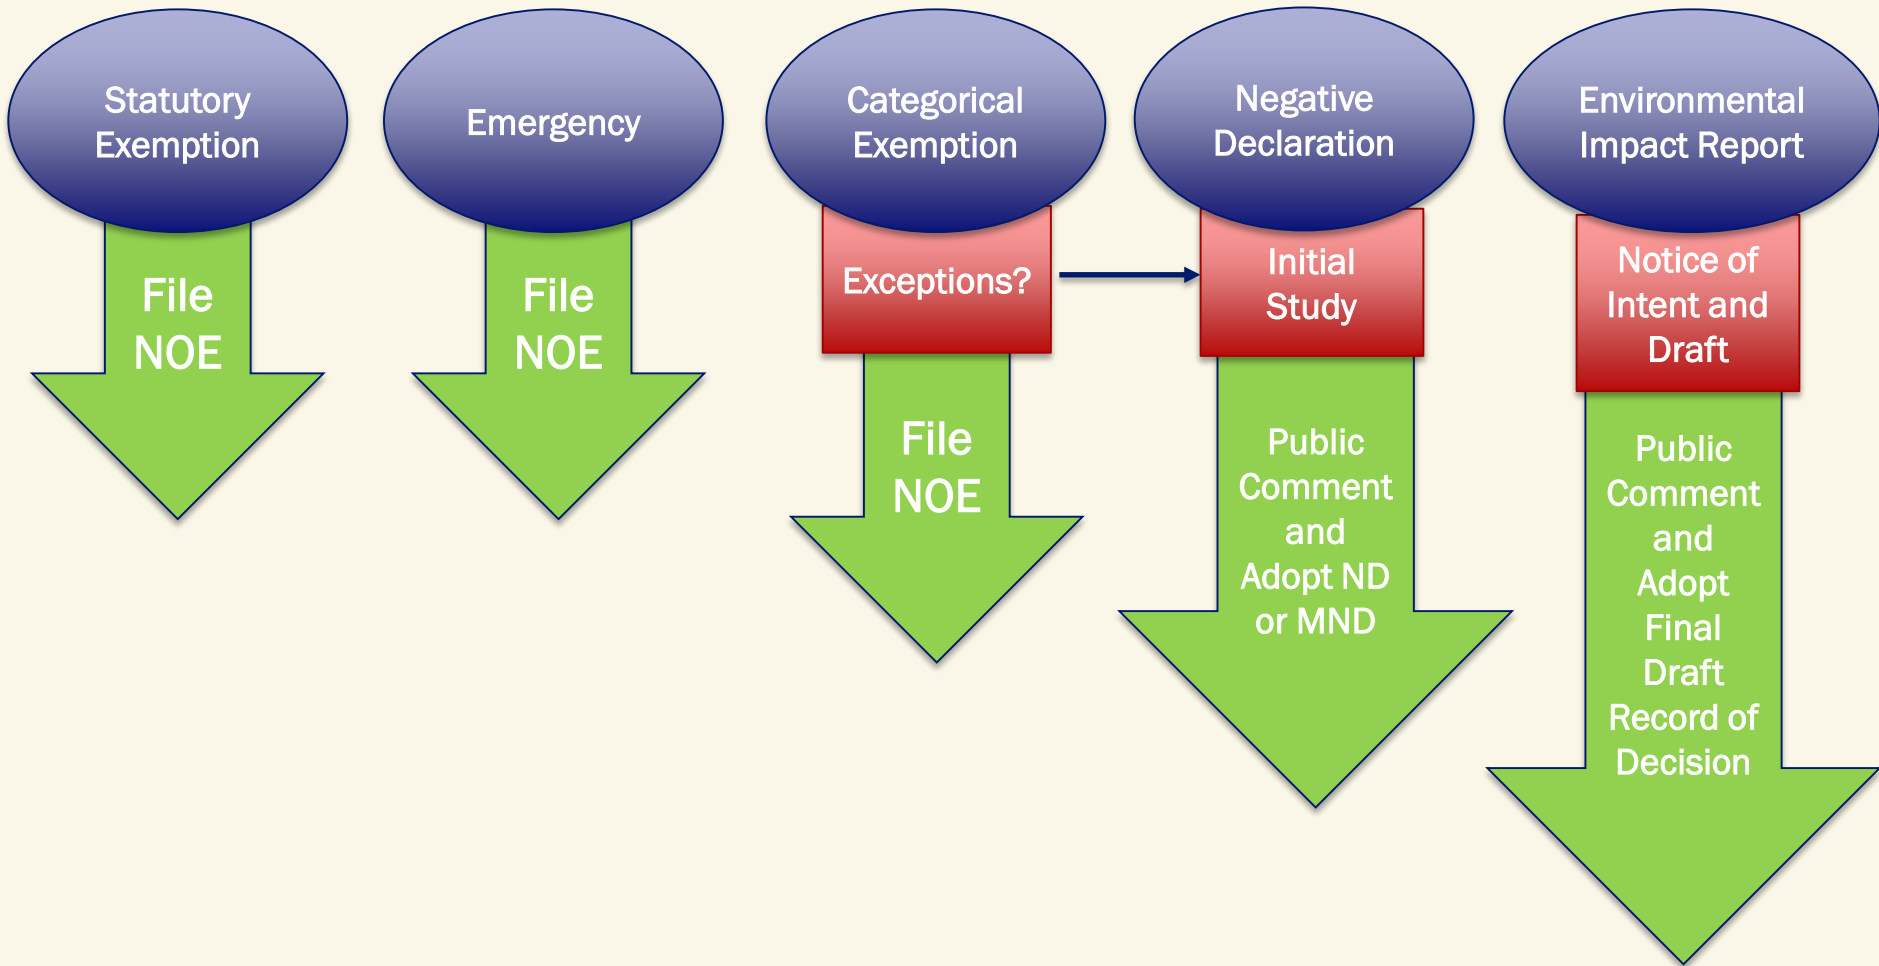 Statutory
Exemption
File
NOE
Emergency
File
NOE
Categorical
Exemption
Exceptions?
File
NOE
Negative
Declaration
Initial
Study
Public
Comment
and
Adopt ND
or MND
Environmental
Impact Report
Notice of
Intent and
Draft
Public
Comment
and
Adopt
Final
Draft
Record of
Decision